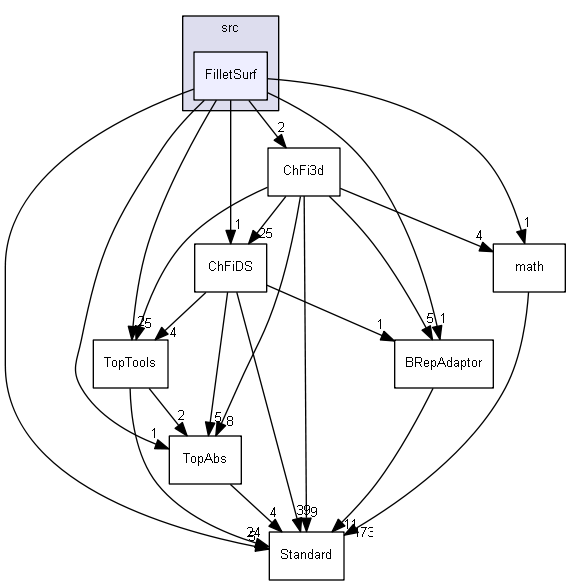 src
FilletSurf
2
ChFi3d
1
25
4
1
ChFiDS
math
4
1
5
1
TopTools
BRepAdaptor
2
1
5
8
TopAbs
4
11
Standard